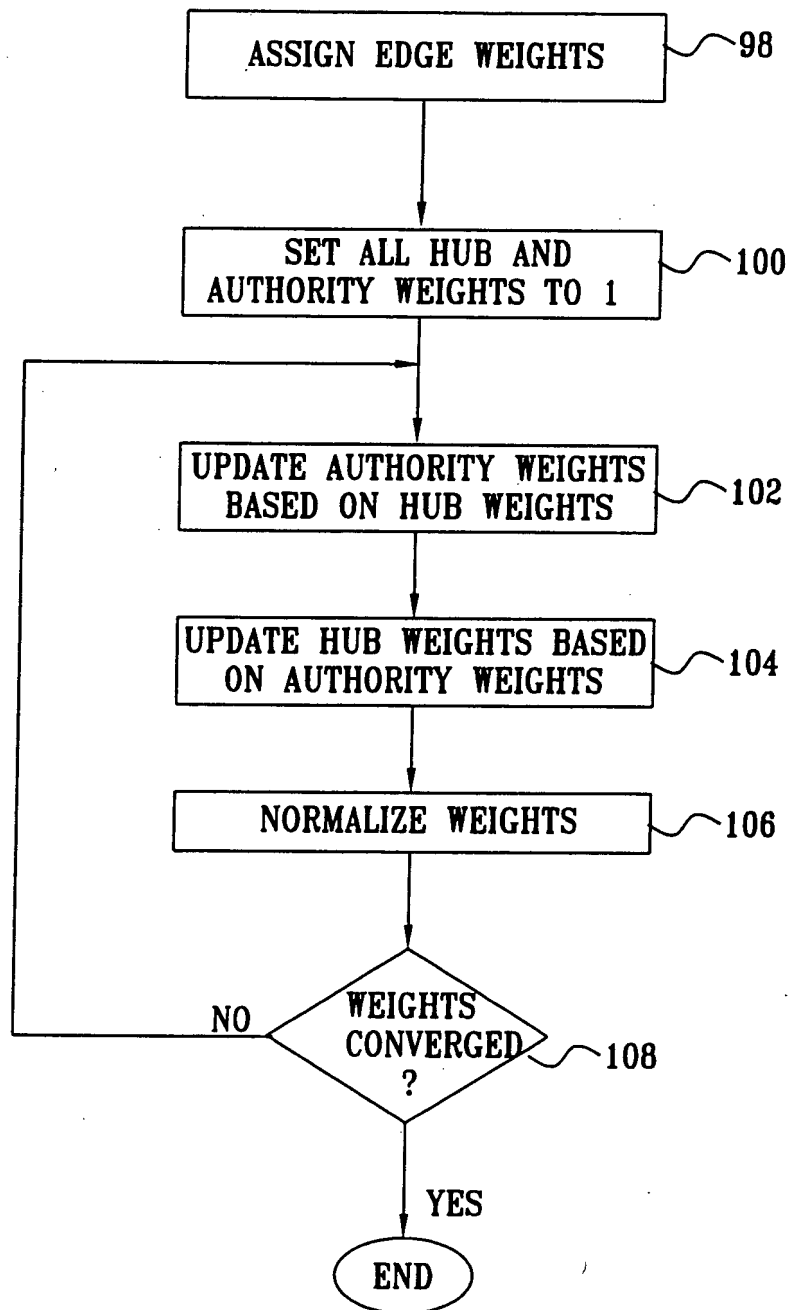 ASSIGN EDGE WEIGHTS
98
SET ALL HUB AND
AUTHORITY WEIGHTS TO 1
100
UPDATE AUTHORITY WEIGHTS
BASED ON HUB WEIGHTS
102
UPDATE HUB WEIGHTS BASED
ON AUTHORITY WEIGHTS
104
NORMALIZE WEIGHTS
106
WEIGHTS
CONVERGED
?
108
NO
YES
END